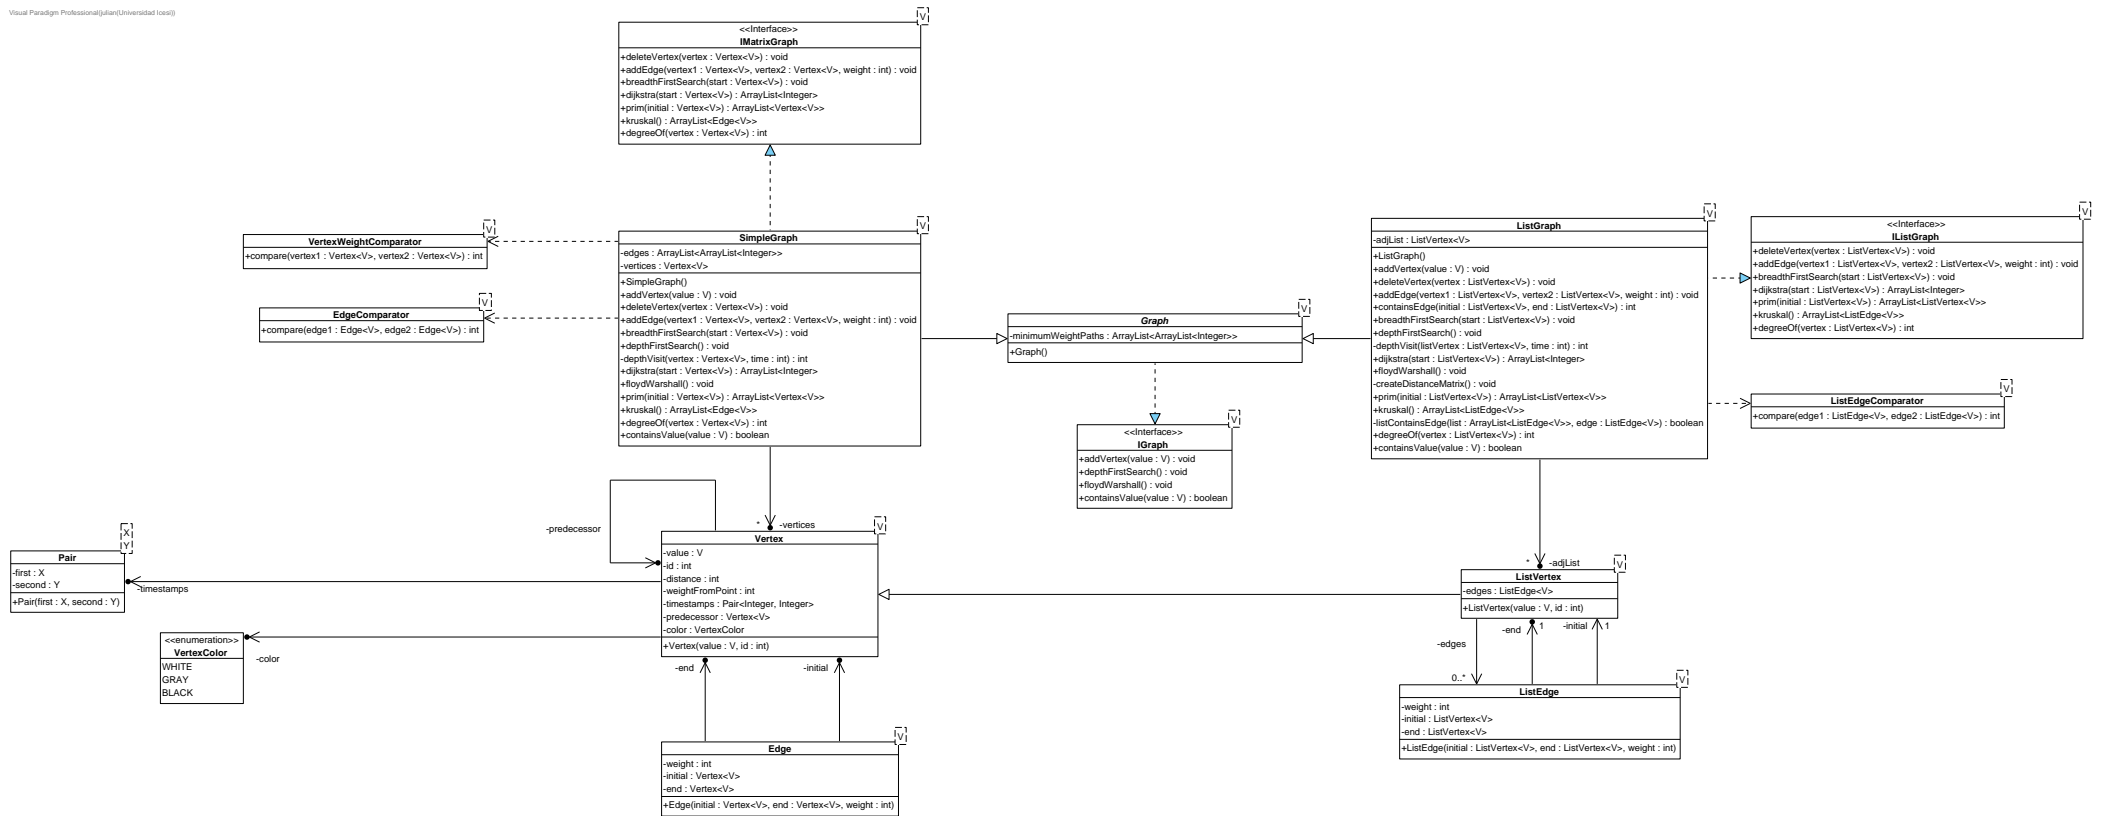 Visual Paradigm Professional(julian(Universidad Icesi))
V
<<Interface>>
IMatrixGraph
+deleteVertex(vertex : Vertex<V>) : void
+addEdge(vertex1 : Vertex<V>, vertex2 : Vertex<V>, weight : int) : void
+breadthFirstSearch(start : Vertex<V>) : void
+dijkstra(start : Vertex<V>) : ArrayList<Integer>
+prim(initial : Vertex<V>) : ArrayList<Vertex<V>>
+kruskal() : ArrayList<Edge<V>>
+degreeOf(vertex : Vertex<V>) : int
V
VertexWeightComparator
+compare(vertex1 : Vertex<V>, vertex2 : Vertex<V>) : int
V
EdgeComparator
+compare(edge1 : Edge<V>, edge2 : Edge<V>) : int
V
SimpleGraph
-edges : ArrayList<ArrayList<Integer>>
-vertices : Vertex<V>
+SimpleGraph()
+addVertex(value : V) : void
+deleteVertex(vertex : Vertex<V>) : void
+addEdge(vertex1 : Vertex<V>, vertex2 : Vertex<V>, weight : int) : void
+breadthFirstSearch(start : Vertex<V>) : void
+depthFirstSearch() : void
-depthVisit(vertex : Vertex<V>, time : int) : int
+dijkstra(start : Vertex<V>) : ArrayList<Integer>
+floydWarshall() : void
+prim(initial : Vertex<V>) : ArrayList<Vertex<V>>
+kruskal() : ArrayList<Edge<V>>
+degreeOf(vertex : Vertex<V>) : int
+containsValue(value : V) : boolean
V
Graph
-minimumWeightPaths : ArrayList<ArrayList<Integer>>
+Graph()
V
<<Interface>>
IGraph
+addVertex(value : V) : void
+depthFirstSearch() : void
+floydWarshall() : void
+containsValue(value : V) : boolean
V
ListGraph
-adjList : ListVertex<V>
+ListGraph()
+addVertex(value : V) : void
+deleteVertex(vertex : ListVertex<V>) : void
+addEdge(vertex1 : ListVertex<V>, vertex2 : ListVertex<V>, weight : int) : void
+containsEdge(initial : ListVertex<V>, end : ListVertex<V>) : int
+breadthFirstSearch(start : ListVertex<V>) : void
+depthFirstSearch() : void
-depthVisit(listVertex : ListVertex<V>, time : int) : int
+dijkstra(start : ListVertex<V>) : ArrayList<Integer>
+floydWarshall() : void
-createDistanceMatrix() : void
+prim(initial : ListVertex<V>) : ArrayList<ListVertex<V>>
+kruskal() : ArrayList<ListEdge<V>>
-listContainsEdge(list : ArrayList<ListEdge<V>>, edge : ListEdge<V>) : boolean
+degreeOf(vertex : ListVertex<V>) : int
+containsValue(value : V) : boolean
V
<<Interface>>
IListGraph
+deleteVertex(vertex : ListVertex<V>) : void
+addEdge(vertex1 : ListVertex<V>, vertex2 : ListVertex<V>, weight : int) : void
+breadthFirstSearch(start : ListVertex<V>) : void
+dijkstra(start : ListVertex<V>) : ArrayList<Integer>
+prim(initial : ListVertex<V>) : ArrayList<ListVertex<V>>
+kruskal() : ArrayList<ListEdge<V>>
+degreeOf(vertex : ListVertex<V>) : int
V
ListEdgeComparator
+compare(edge1 : ListEdge<V>, edge2 : ListEdge<V>) : int
* -vertices
-predecessor
V
Vertex
-value : V
-id : int
-distance : int
-weightFromPoint : int
-timestamps : Pair<Integer, Integer>
-predecessor : Vertex<V>
-color : VertexColor
+Vertex(value : V, id : int)
X
Y
Pair
-first : X
-second : Y
+Pair(first : X, second : Y)
-timestamps
<<enumeration>>
VertexColor
WHITE
GRAY
BLACK
-color
-end
-initial
V
Edge
-weight : int
-initial : Vertex<V>
-end : Vertex<V>
+Edge(initial : Vertex<V>, end : Vertex<V>, weight : int)
* -adjList
V
ListVertex
-edges : ListEdge<V>
+ListVertex(value : V, id : int)
-end 1
-initial 1
-edges
0..*
V
ListEdge
-weight : int
-initial : ListVertex<V>
-end : ListVertex<V>
+ListEdge(initial : ListVertex<V>, end : ListVertex<V>, weight : int)